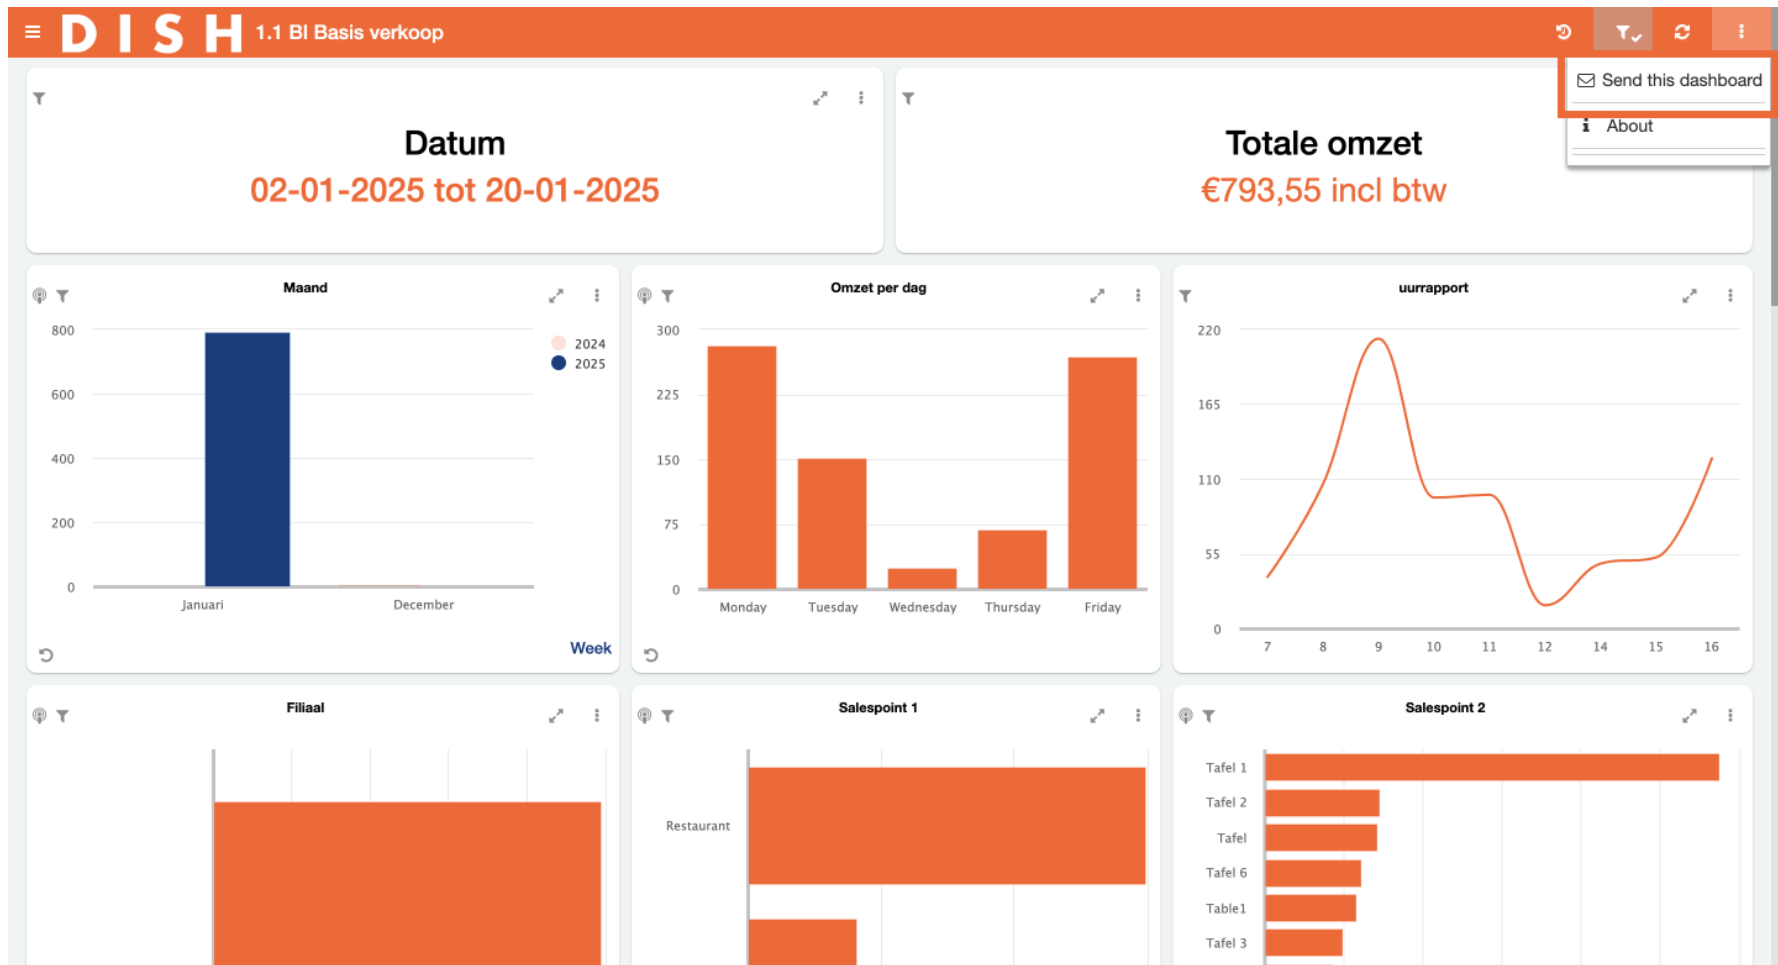 DISH 1.1 BI Basis verkoop
Send this dashboard
i About
Datum
02-01-2025 tot 20-01-2025
Totale omzet
€793,55 incl btw
Maand
800
600
400
200
0
Januari
December
2024
2025
Week
Omzet per dag
300
225
150
75
0
Monday
Tuesday
Wednesday
Thursday
Friday
uurrapport
220
165
110
55
0
7
8
9
10
11
12
14
15
16
Filiaal
Salespoint 1
Restaurant
Salespoint 2
Tafel 1
Tafel 2
Tafel
Tafel 6
Table1
Tafel 3